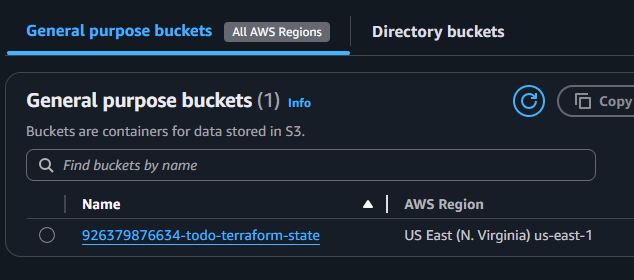 General purpose buckets All AWS Regions Directory buckets
General purpose buckets (1) Info
Copy
Buckets are containers for data stored in S3.
Find buckets by name
Name AWS Region
926379876634-todo-terraform-state US East (N. Virginia) us-east-1